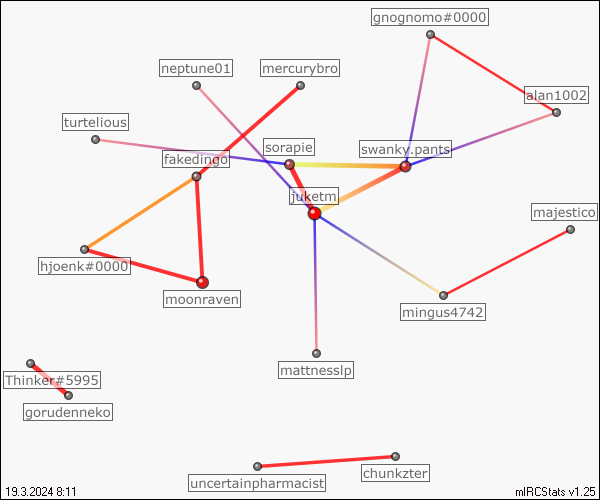 gnognomo#0000
neptune01
mercurybro
alan1002
turtelious
sorapie
swanky.pants
fakedingo
juketm
majestico
hjoenk#0000
moonraven
mingus4742
mattnesslp
Thinker#5995
gorudenneko
chunkzter
uncertainpharmacist
19.3.2024 8:11
mIRCStats v1.25